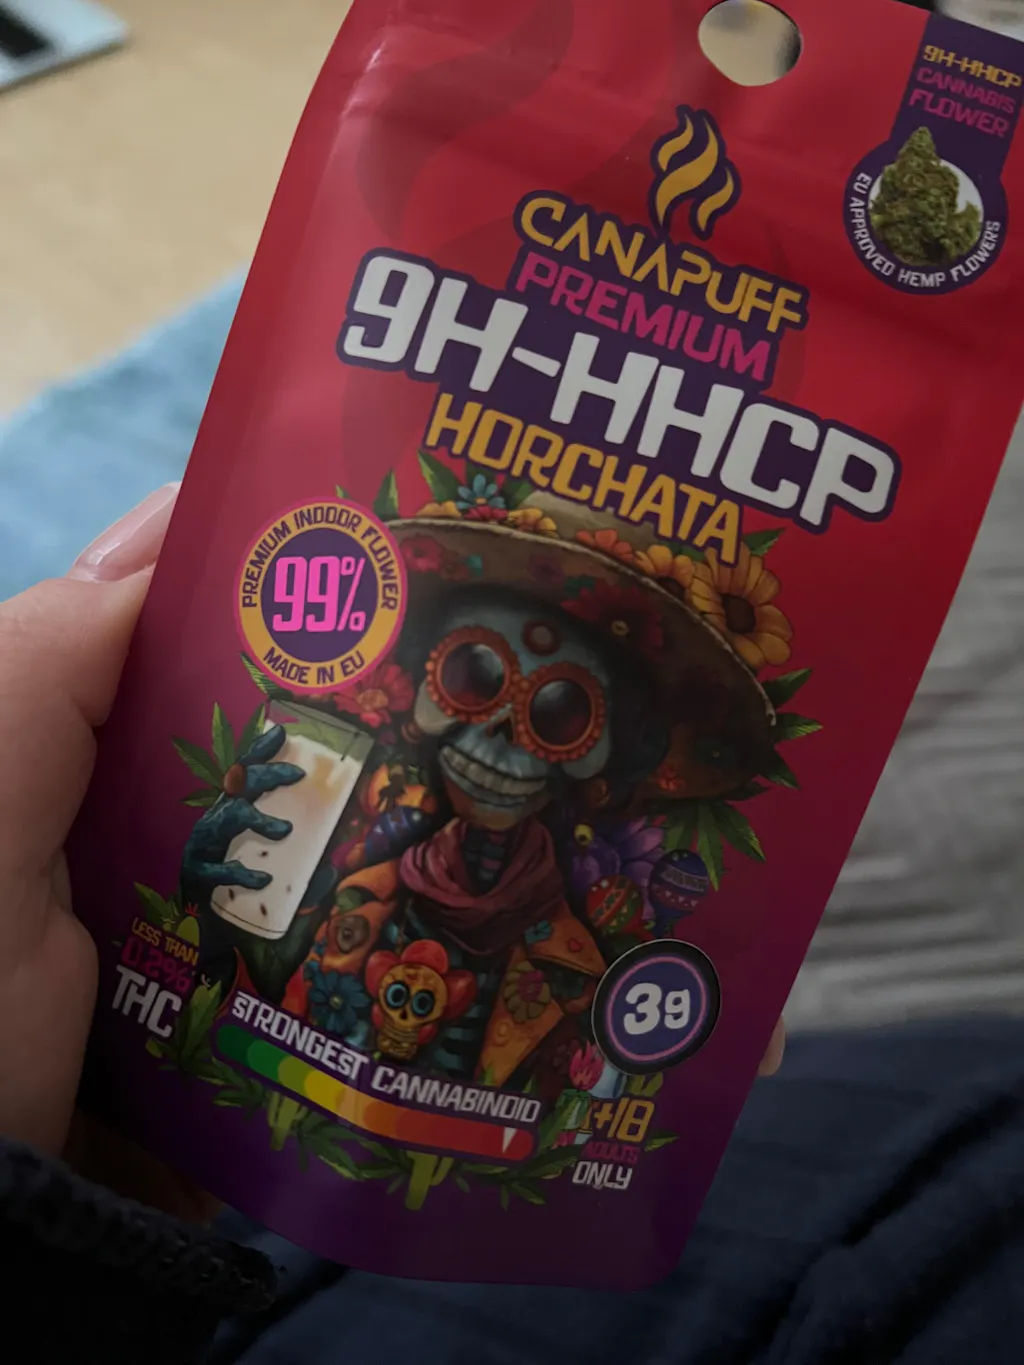 9H-HHCP
CANNABIS
FLOWER
EU APPROVED HEMP FLOWERS
CANAPUFF
PREMIUM
9H-HHCP
HORCHATA
PREMIUM INDOOR FLOWER
99%
MADE IN EU
LESS THAN
0.2%
THC
3g
STRONGEST CANNABINOID
+18
ADULTS
ONLY